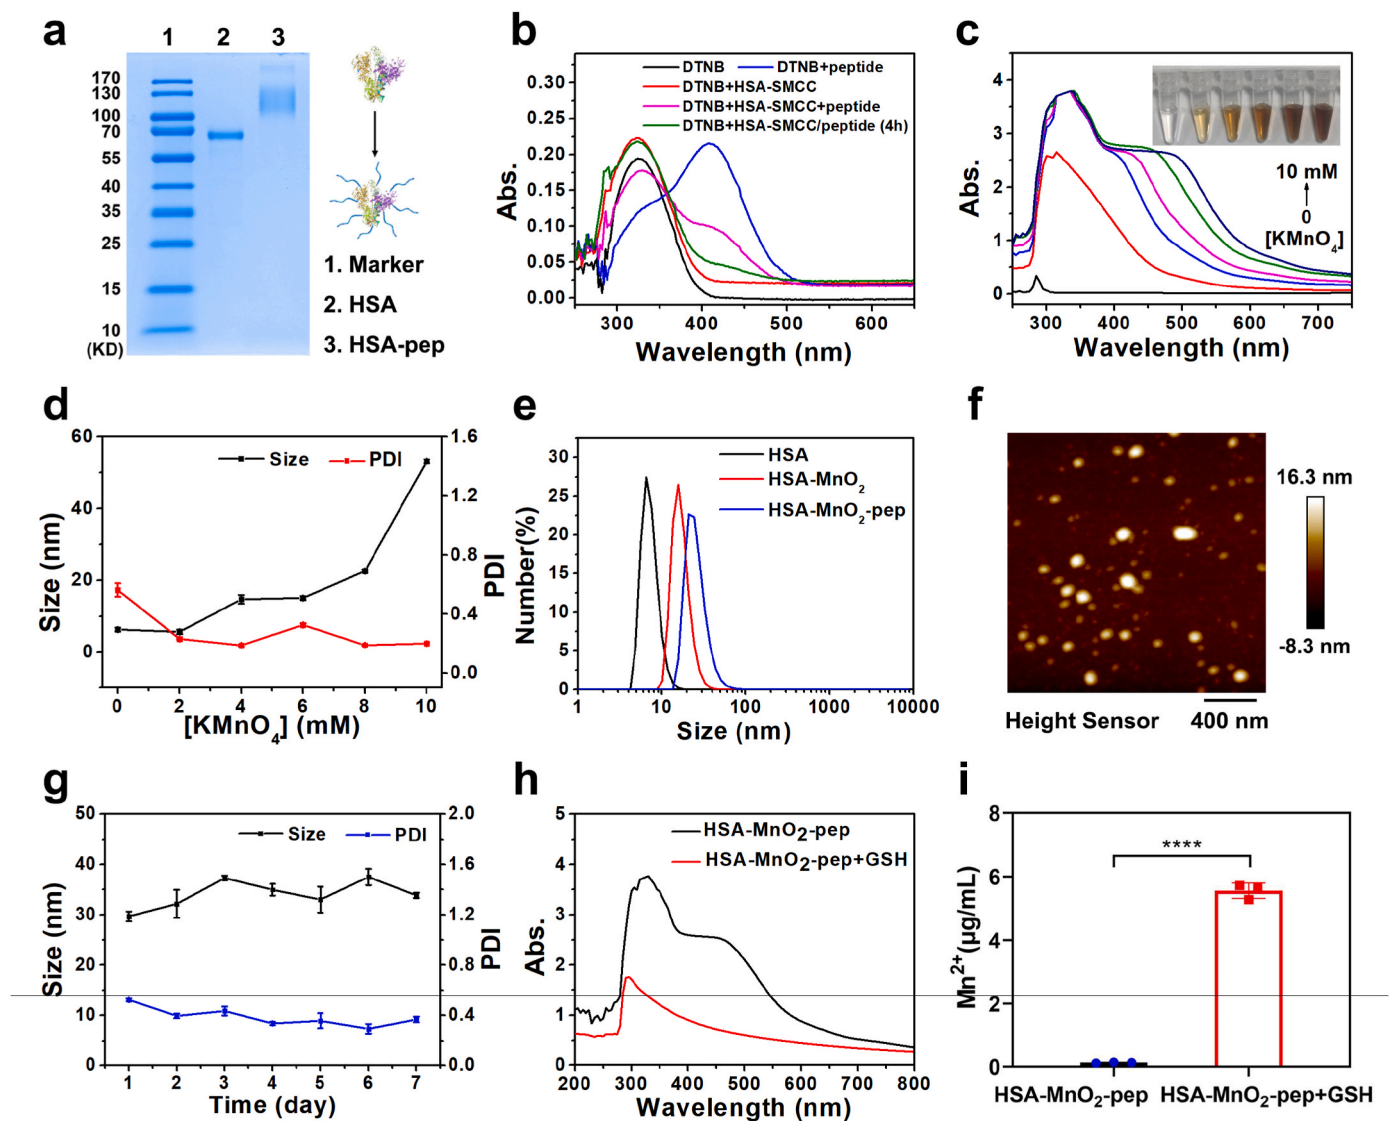 a
1 2 3
170
130
100
70
55
40
35
25
15
10
(KD)
1. Marker
2. HSA
3. HSA-pep
b
DTNB DTNB+peptide
DTNB+HSA-SMCC
DTNB+HSA-SMCC+peptide
DTNB+HSA-SMCC/peptide (4h)
Abs.
0.30
0.25
0.20
0.15
0.10
0.05
0.00
300 400 500 600
Wavelength (nm)
c
Abs.
4
3
2
1
0
10 mM
0
[KMnO₄]
300 400 500 600 700
Wavelength (nm)
d
Size PDI
Size (nm)
60
40
20
0
PDI
1.6
1.2
0.8
0.4
0.0
0 2 4 6 8 10
[KMnO₄] (mM)
e
HSA
HSA-MnO₂
HSA-MnO₂-pep
Number(%)
30
25
20
15
10
5
0
1 10 100 1000 10000
Size (nm)
f
16.3 nm
-8.3 nm
Height Sensor 400 nm
g
Size PDI
Size (nm)
50
40
30
20
10
0
PDI
2.0
1.6
1.2
0.8
0.4
0.0
1 2 3 4 5 6 7
Time (day)
h
HSA-MnO₂-pep
HSA-MnO₂-pep+GSH
Abs.
5
4
3
2
1
0
200 300 400 500 600 700 800
Wavelength (nm)
i
****
Mn²⁺(μg/mL)
8
6
4
2
0
HSA-MnO₂-pep HSA-MnO₂-pep+GSH